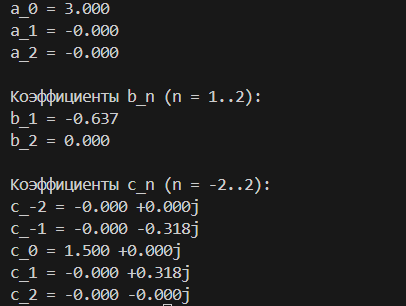 a_0 = 3.000
a_1 = -0.000
a_2 = -0.000
Коэффициенты b_n (n = 1..2):
b_1 = -0.637
b_2 = 0.000
Коэффициенты c_n (n = -2..2):
c_-2 = -0.000 +0.000j
c_-1 = -0.000 -0.318j
c_0 = 1.500 +0.000j
c_1 = -0.000 +0.318j
c_2 = -0.000 -0.000j